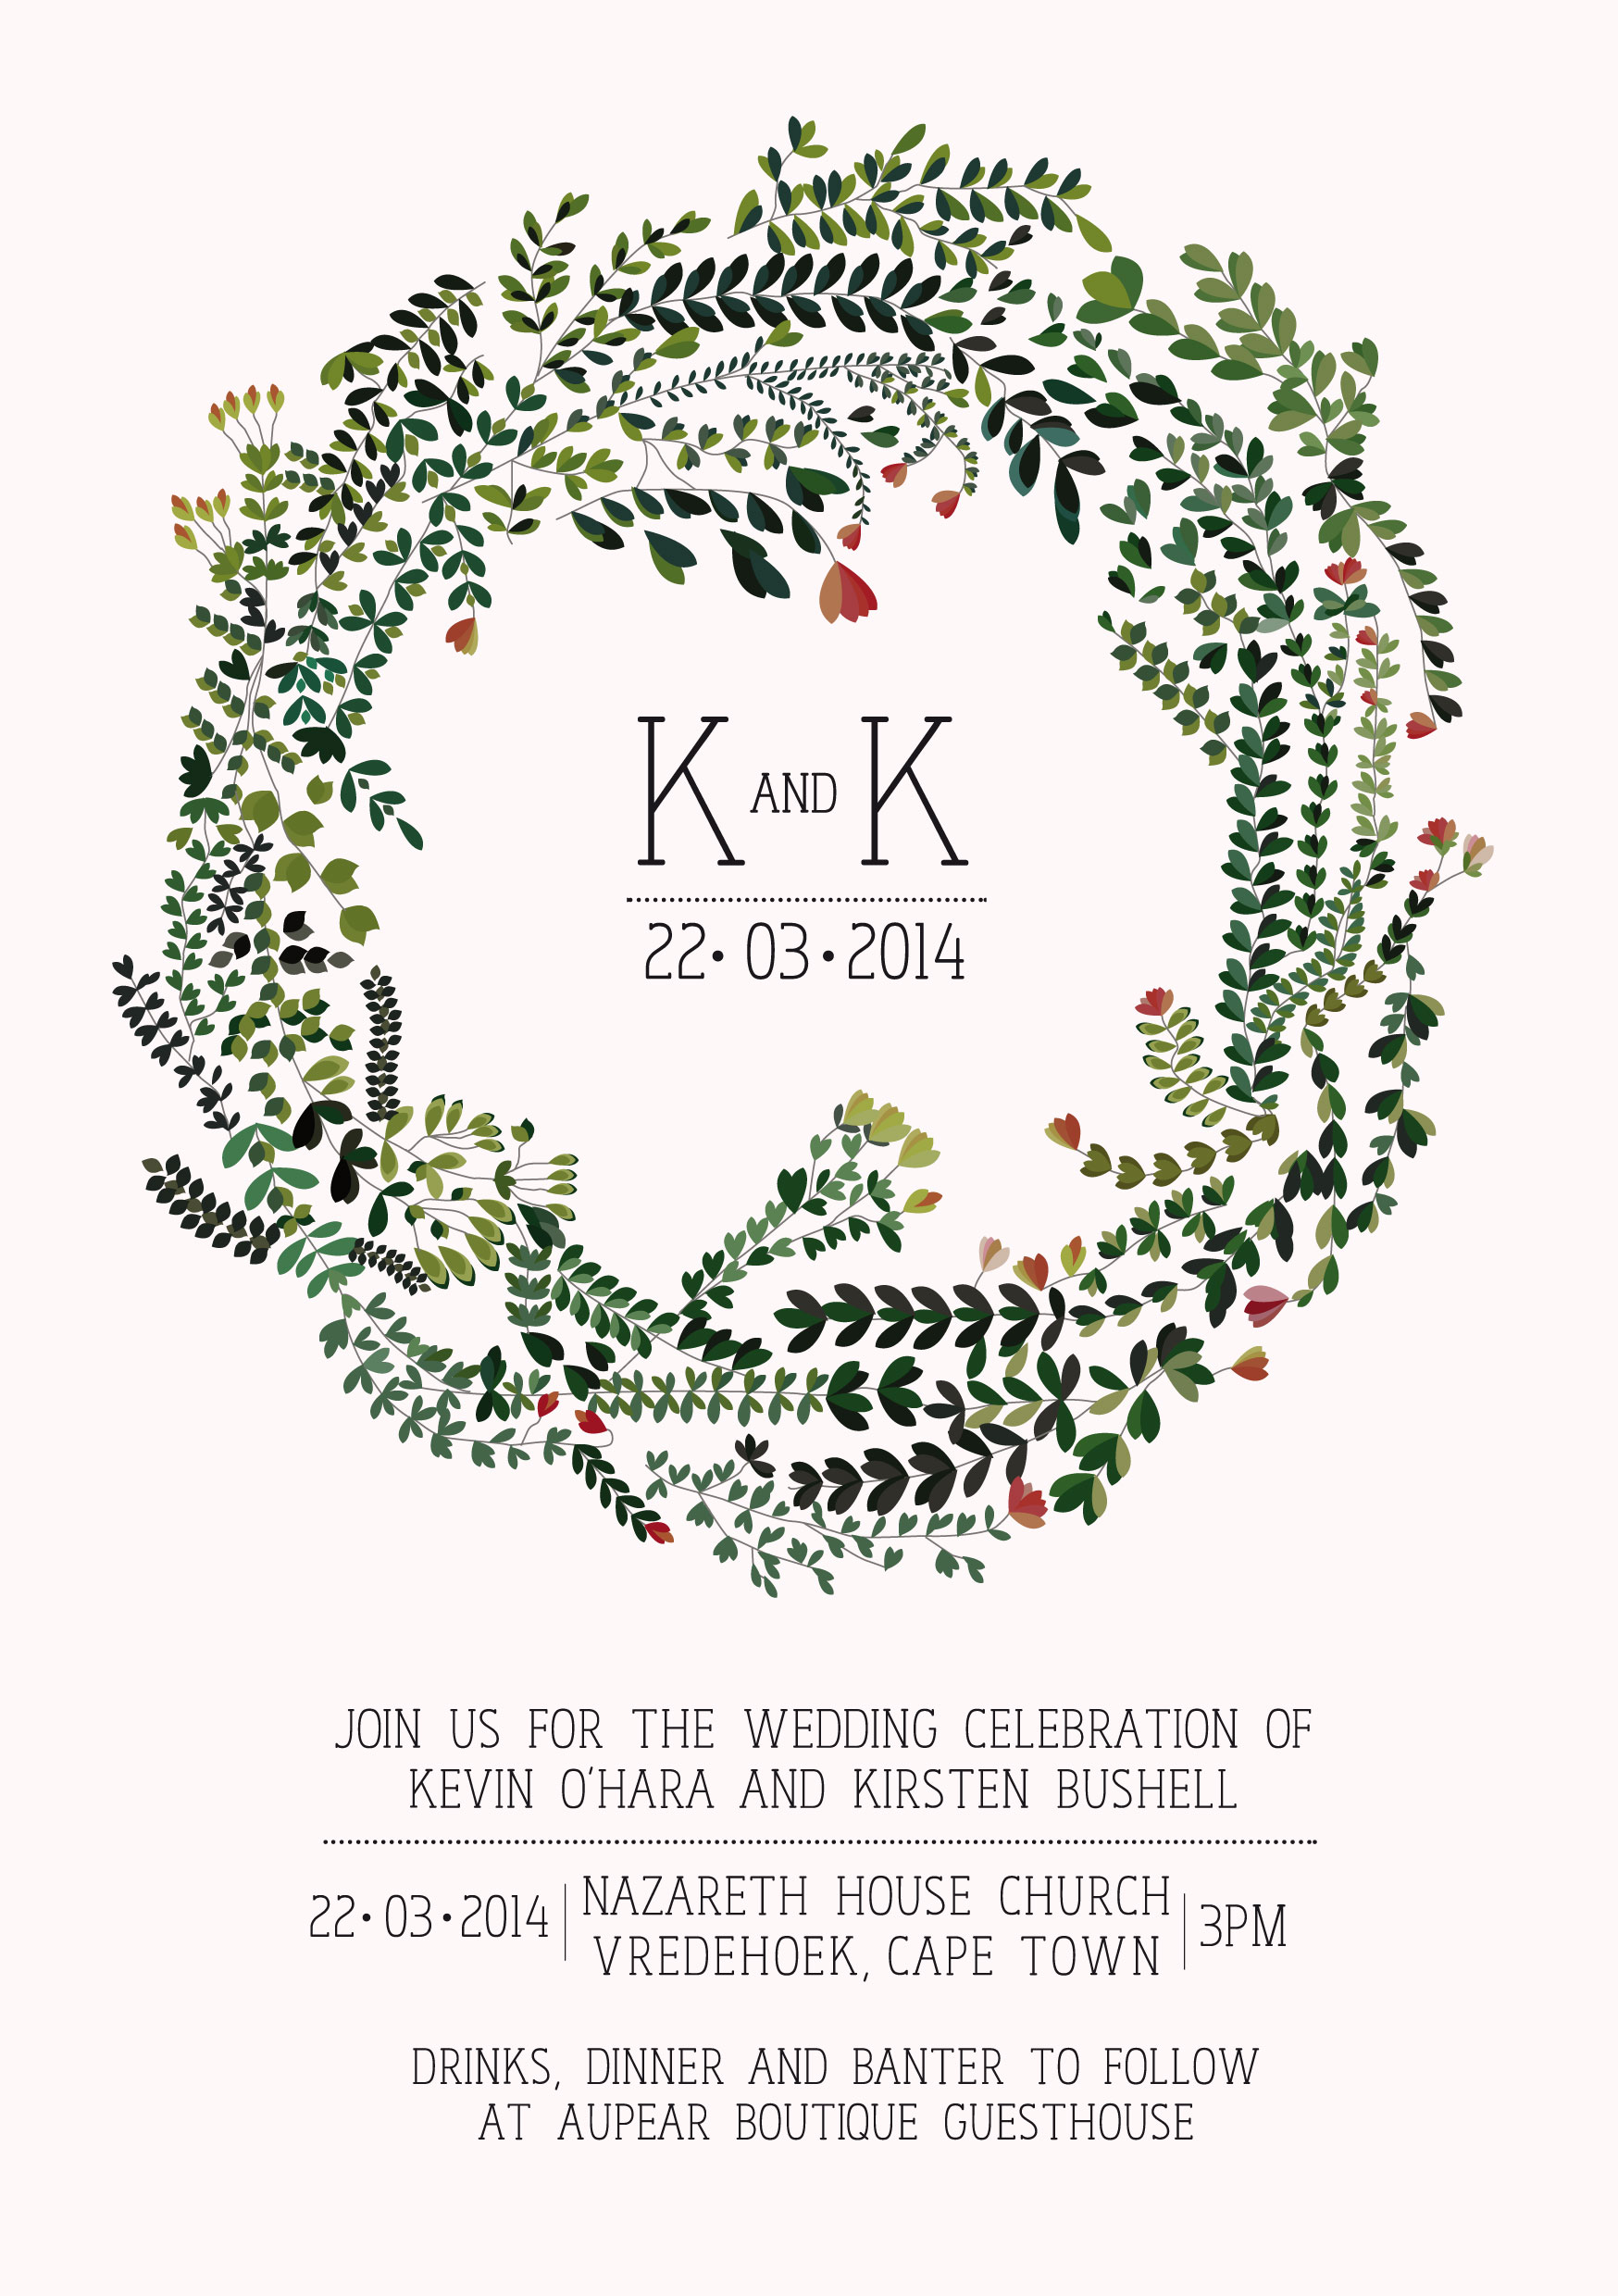 K AND K
22•03•2014
JOIN US FOR THE WEDDING CELEBRATION OF
KEVIN O'HARA AND KIRSTEN BUSHELL
22•03•2014
NAZARETH HOUSE CHURCH
VREDEHOEK, CAPE TOWN
3PM
DRINKS, DINNER AND BANTER TO FOLLOW
AT AUPEAR BOUTIQUE GUESTHOUSE